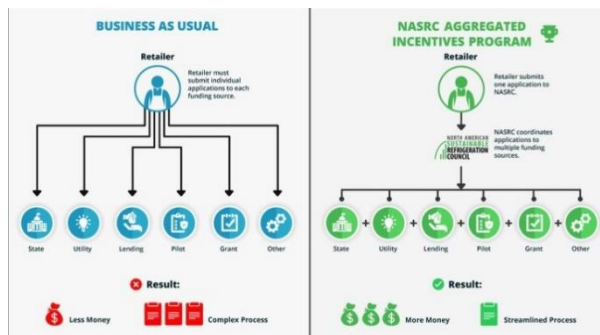 BUSINESS AS USUAL
Retailer
Retailer must
submit individual
applications to each
funding source.
State
Utility
Lending
Pilot
Grant
Other
Result:
Less Money
Complex Process
NASRC AGGREGATED
INCENTIVES PROGRAM
Retailer
Retailer submits
one application to
NASRC.
NORTH AMERICAN
SUSTAINABLE
REFRIGERATION
COUNCIL
NASRC coordinates
applications to
multiple funding
sources.
State
Utility
Lending
Pilot
Grant
Other
Result:
More Money
Streamlined Process